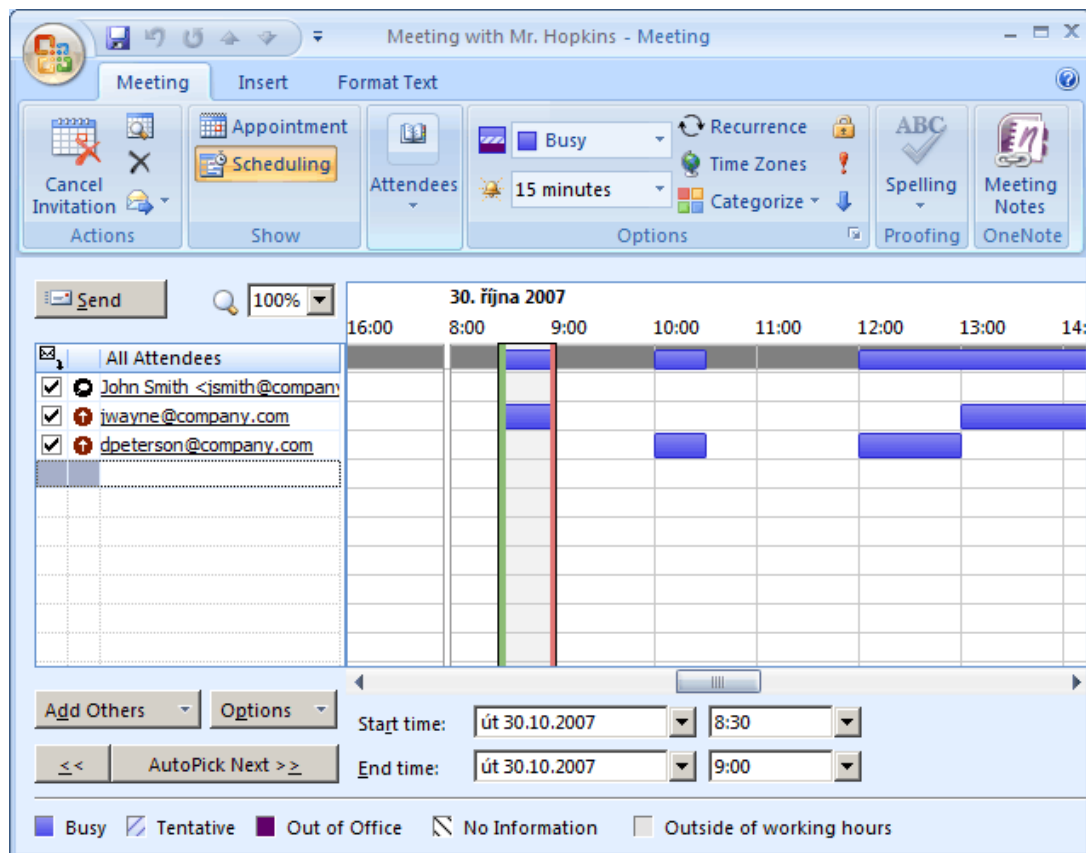 Meeting with Mr. Hopkins - Meeting
Meeting Insert Format Text
Cancel Invitation
Actions
Appointment
Scheduling
Show
Attendees
Busy
15 minutes
Recurrence
Time Zones
Categorize
Options
ABC
Spelling
Proofing
Meeting Notes
OneNote
Send 100%
30. října 2007
16:00 8:00 9:00 10:00 11:00 12:00 13:00 14:
All Attendees
John Smith <jsmith@company
jwayne@company.com
dpeterson@company.com
Add Others Options
<< AutoPick Next >>
Start time: út 30.10.2007 8:30
End time: út 30.10.2007 9:00
Busy Tentative Out of Office No Information Outside of working hours